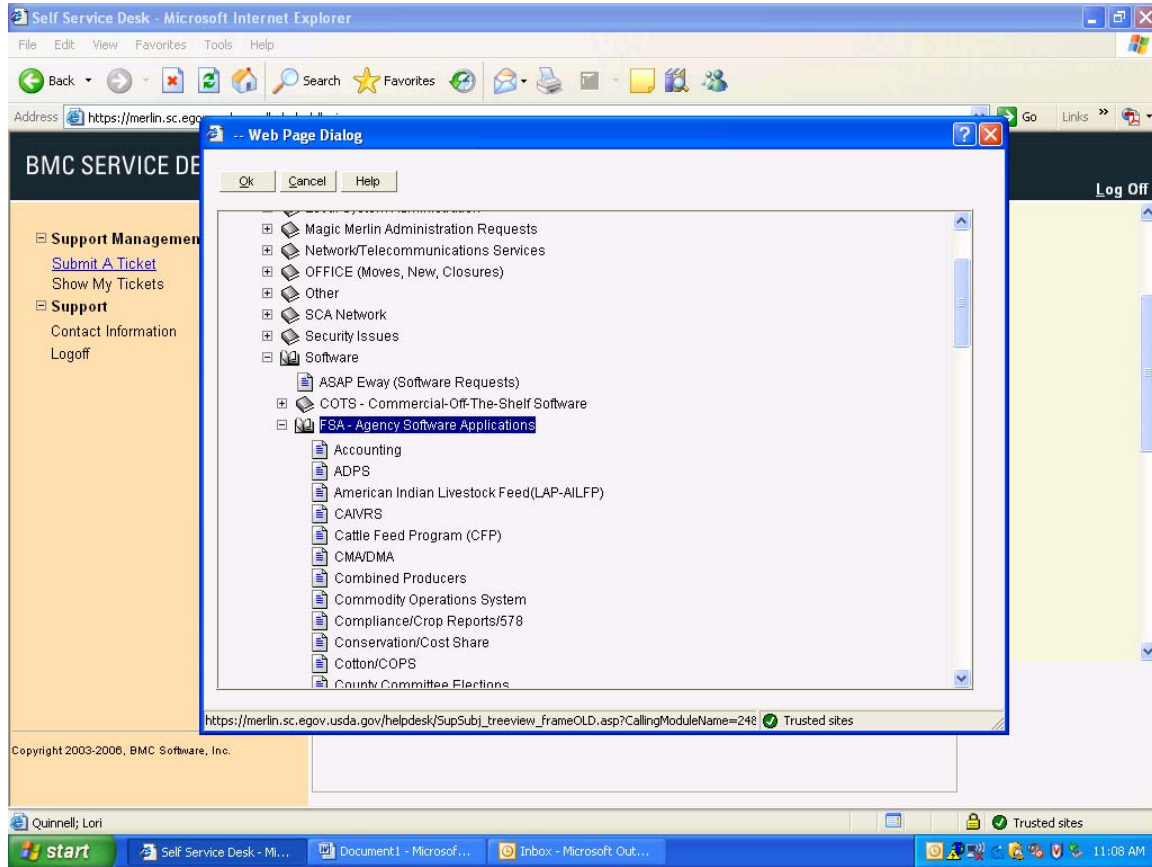 Self Service Desk - Microsoft Internet Explorer
File Edit View Favorites Tools Help
Back Search Favorites
Address https://merlin.sc.egov Go Links »
-- Web Page Dialog
BMC SERVICE DE
Log Off
Ok Cancel Help
Support Managemen
Submit A Ticket
Show My Tickets
Support
Contact Information
Logoff
Magic Merlin Administration Requests
Network/Telecommunications Services
OFFICE (Moves, New, Closures)
Other
SCA Network
Security Issues
Software
ASAP Eway (Software Requests)
COTS - Commercial-Off-The-Shelf Software
FSA - Agency Software Applications
Accounting
ADPS
American Indian Livestock Feed(LAP-AILFP)
CAIVRS
Cattle Feed Program (CFP)
CMA/DMA
Combined Producers
Commodity Operations System
Compliance/Crop Reports/578
Conservation/Cost Share
Cotton/COPS
County Committee Elections
https://merlin.sc.egov.usda.gov/helpdesk/SupSubj_treeview_frameOLD.asp?CallingModuleName=248 Trusted sites
Copyright 2003-2006, BMC Software, Inc.
Quinnell; Lori Trusted sites
start Self Service Desk - Mi... Document1 - Microsof... Inbox - Microsoft Out... 11:08 AM